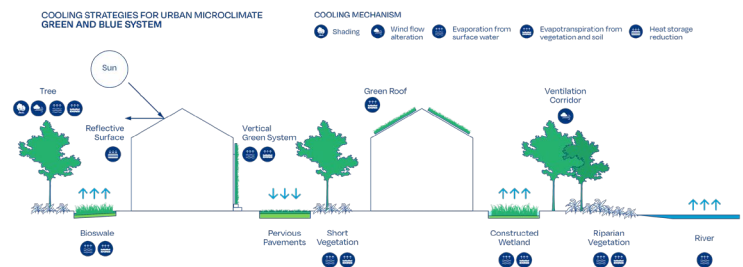 COOLING STRATEGIES FOR URBAN MICROCLIMATE
GREEN AND BLUE SYSTEM
COOLING MECHANISM
Shading
Wind flow
alteration
Evaporation from
surface water
Evapotranspiration from
vegetation and soil
Heat storage
reduction
Sun
Tree
Reflective
Surface
Vertical
Green System
Green Roof
Ventilation
Corridor
Bioswale
Pervious
Pavements
Short
Vegetation
Constructed
Wetland
Riparian
Vegetation
River